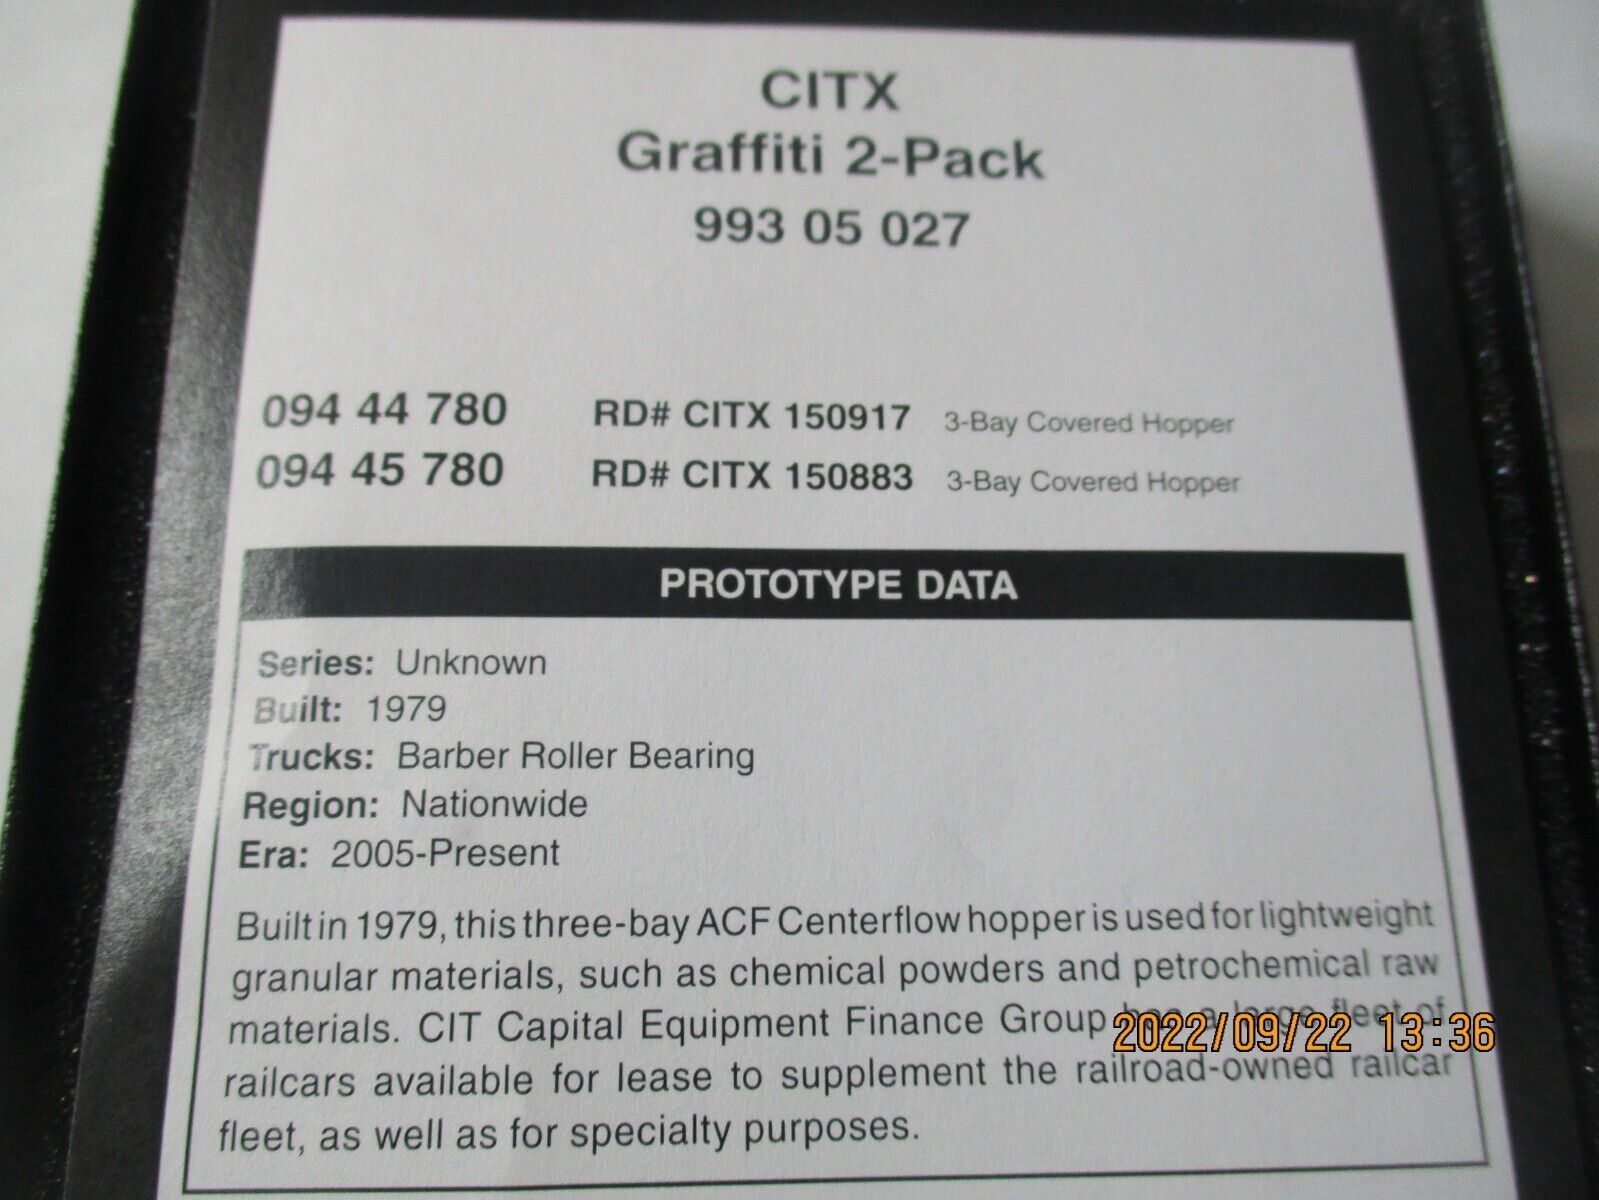 CITX
Graffiti 2-Pack
993 05 027
094 44 780 RD# CITX 150917 3-Bay Covered Hopper
094 45 780 RD# CITX 150883 3-Bay Covered Hopper
PROTOTYPE DATA
Series: Unknown
Built: 1979
Trucks: Barber Roller Bearing
Region: Nationwide
Era: 2005-Present
Built in 1979, this three-bay ACF Centerflow hopper is used for lightweight
granular materials, such as chemical powders and petrochemical raw
materials. CIT Capital Equipment Finance Group has a large fleet of
railcars available for lease to supplement the railroad-owned railcar
fleet, as well as for specialty purposes.
2022/09/22 13:36